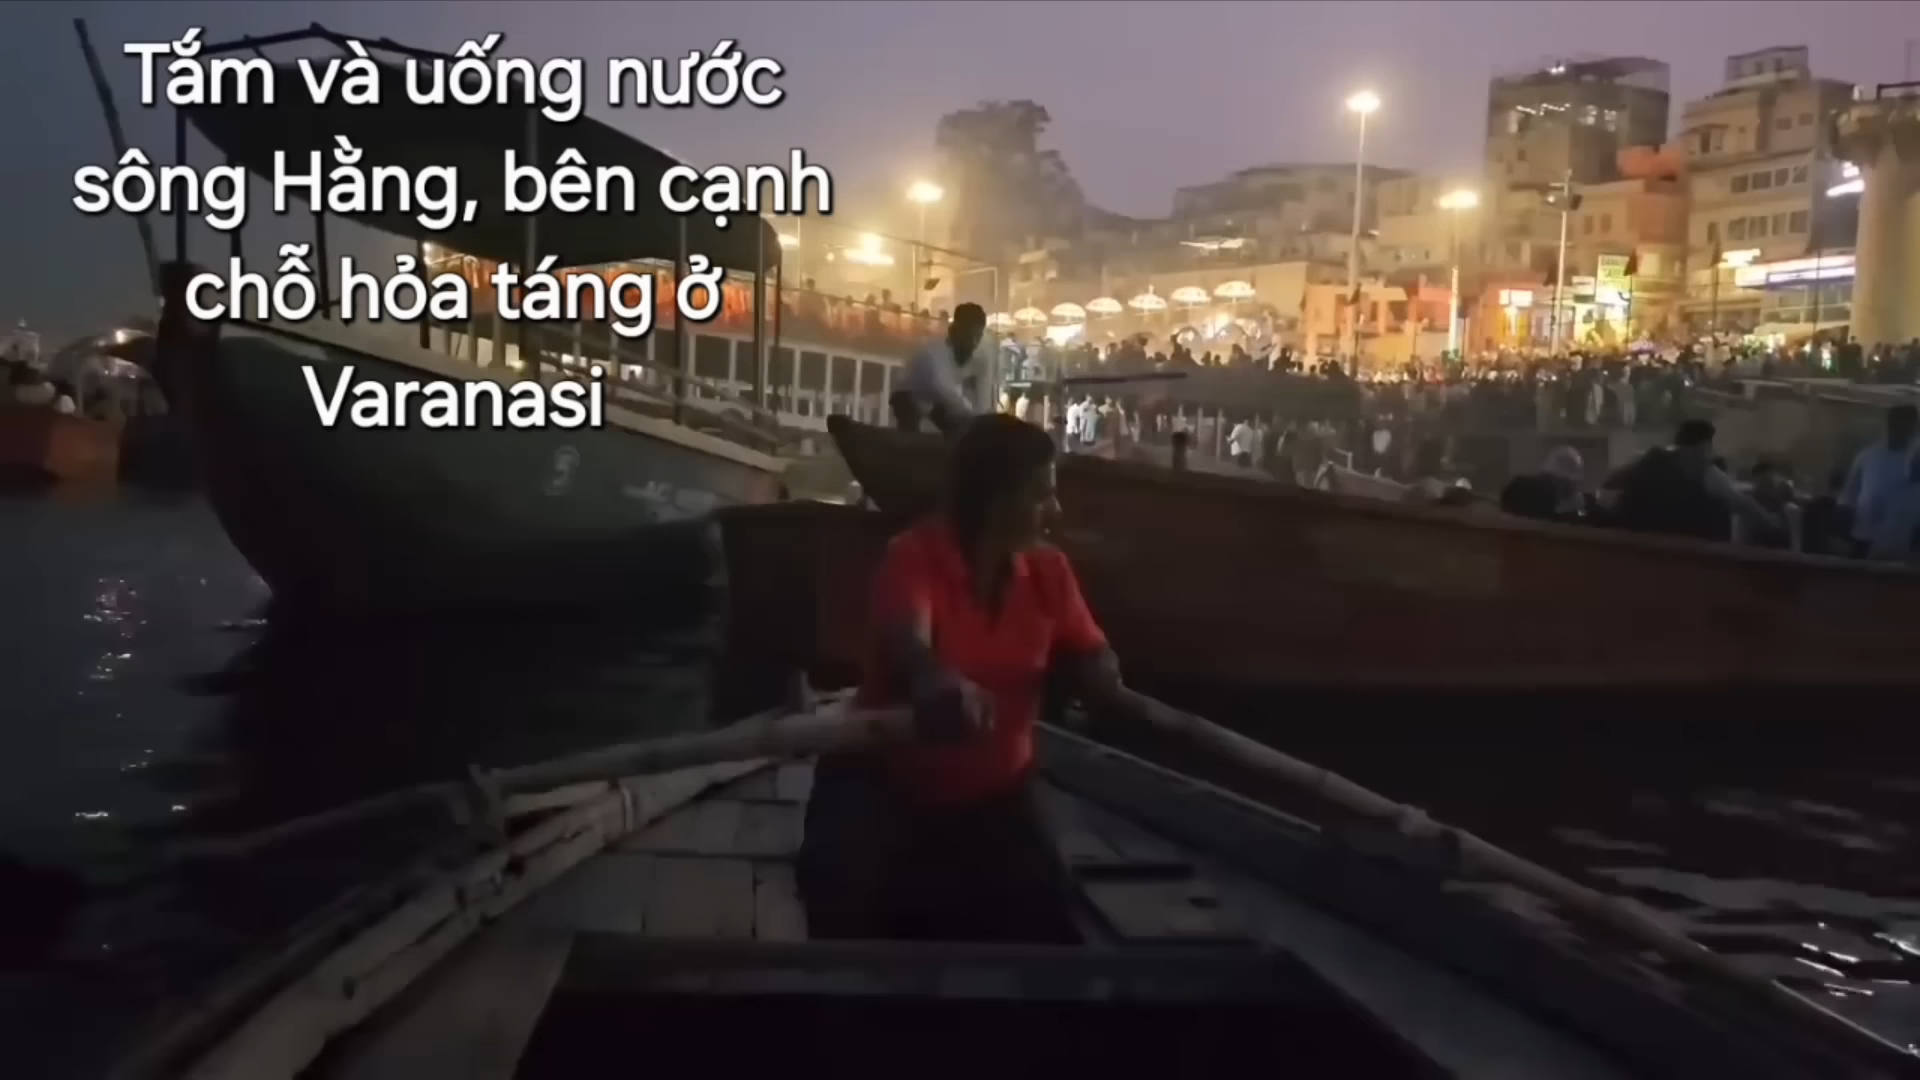 Tắm và uống nước
sông Hằng, bên cạnh
chỗ hỏa táng ở
Varanasi